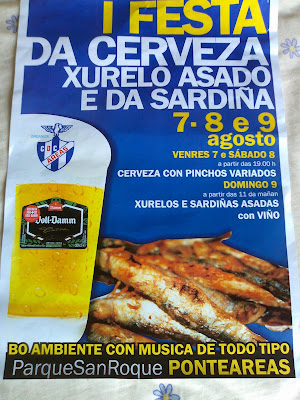 I FESTA
DA CERVEZA
XURELO ASADO
E DA SARDIÑA
7- 8 e 9
agosto
VENRES 7 e SÁBADO 8
a partir das 19:00 h
CERVEZA CON PINCHOS VARIADOS
DOMINGO 9
a partir das 11 da mañan
XURELOS E SARDIÑAS ASADAS
con VIÑO
C D C
AREAS
Voll-Damm
BO AMBIENTE CON MUSICA DE TODO TIPO
ParqueSanRoque PONTEAREAS